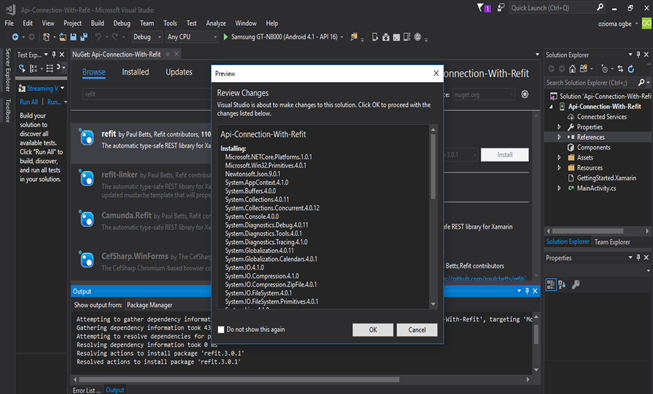 Api-Connection-With-Refit - Microsoft Visual Studio
Quick Launch (Ctrl+Q)
File Edit View Project Build Debug Team Tools Test Analyze Window Help
ozioma ogbe
Debug Any CPU Samsung GT-N8000 (Android 4.1 - API 16)
Server Explorer
Toolbox
Test Exp...
Streaming V
Run All | Run...
Build your
solution to
discover all
available tests.
Click "Run All" to
build, discover,
and run all tests
in your solution.
NuGet: Api-Connection-With-Refit
Browse Installed Updates
refit
refit by Paul Betts, Refit contributors, 110
The automatic type-safe REST library for Xa
refit-linker by Paul Betts, Refit contributors
The automatic type-safe REST library for Xa
updated mustache template that will prope
Camunda.Refit by Paul Betts, Refit co
The automatic type-safe REST library for Xa
CefSharp.WinForms by The CefSharp
The CefSharp Chromium-based browser co
Preview
Review Changes
Visual Studio is about to make changes to this solution. Click OK to proceed with the
changes listed below.
Api-Connection-With-Refit
Installing:
Microsoft.NETCore.Platforms.1.0.1
Microsoft.Win32.Primitives.4.0.1
Newtonsoft.Json.9.0.1
System.AppContext.4.1.0
System.Buffers.4.0.0
System.Collections.4.0.11
System.Collections.Concurrent.4.0.12
System.Console.4.0.0
System.Diagnostics.Debug.4.0.11
System.Diagnostics.Tools.4.0.1
System.Diagnostics.Tracing.4.1.0
System.Globalization.4.0.11
System.Globalization.Calendars.4.0.1
System.IO.4.1.0
System.IO.Compression.4.1.0
System.IO.Compression.ZipFile.4.0.1
System.IO.FileSystem.4.0.1
System.IO.FileSystem.Primitives.4.0.1
Do not show this again
OK Cancel
onnection-With-Refit
nuget.org
3.0.1 Install
safe REST library for Xamarin
Betts, Refit contributors
Output
Show output from: Package Manager
Attempting to gather dependency informat
Gathering dependency information took 43
Attempting to resolve dependencies for p
Resolving dependency information took 0 ms
Resolving actions to install package 'refit.3.0.1'
Resolved actions to install package 'refit.3.0.1'
-With-Refit', targeting 'Mo
Error List ... Output
Solution Explorer
Search Solution Explorer (Ctrl+;)
Solution 'Api-Connection-With-Refit
Api-Connection-With-Refit
Connected Services
Properties
References
Components
Assets
Resources
GettingStarted.Xamarin
MainActivity.cs
Solution Explorer Team Explorer
Properties